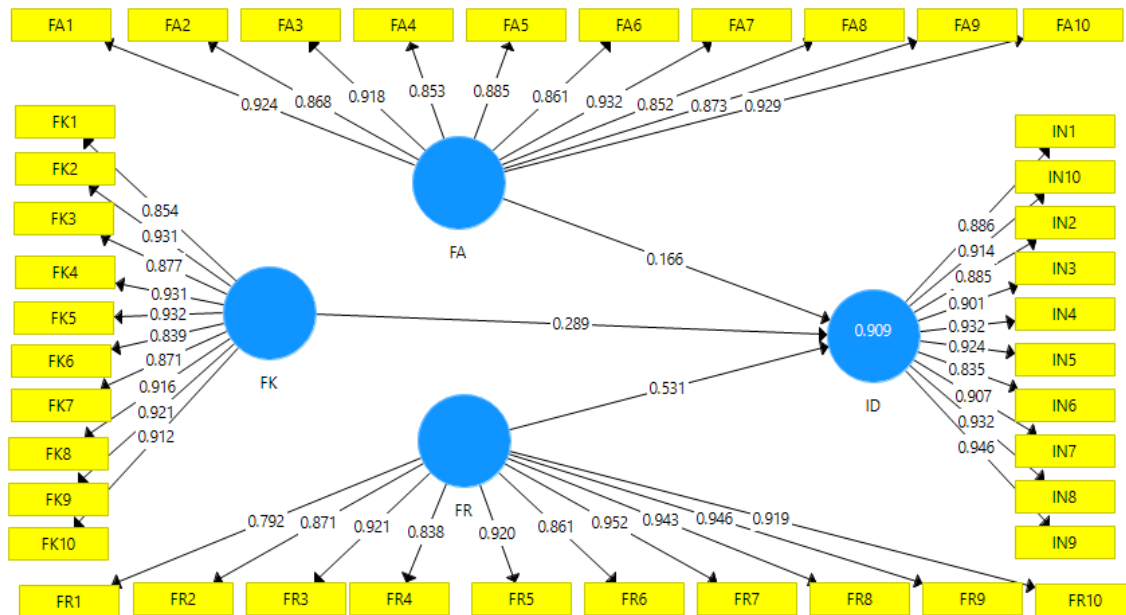 FA1 FA2 FA3 FA4 FA5 FA6 FA7 FA8 FA9 FA10
0.924 0.868 0.918 0.853 0.885 0.861 0.932 0.852 0.873 0.929
FA
FK1
FK2
FK3
FK4
FK5
FK6
FK7
FK8
FK9
FK10
0.854
0.931
0.877
0.931
0.932
0.839
0.871
0.916
0.921
0.912
FK
0.166
0.289
0.531
0.909
ID
0.886
0.914
0.885
0.901
0.932
0.924
0.835
0.907
0.932
0.946
IN1
IN10
IN2
IN3
IN4
IN5
IN6
IN7
IN8
IN9
FR
0.792 0.871 0.921 0.838 0.920 0.861 0.952 0.943 0.946 0.919
FR1 FR2 FR3 FR4 FR5 FR6 FR7 FR8 FR9 FR10